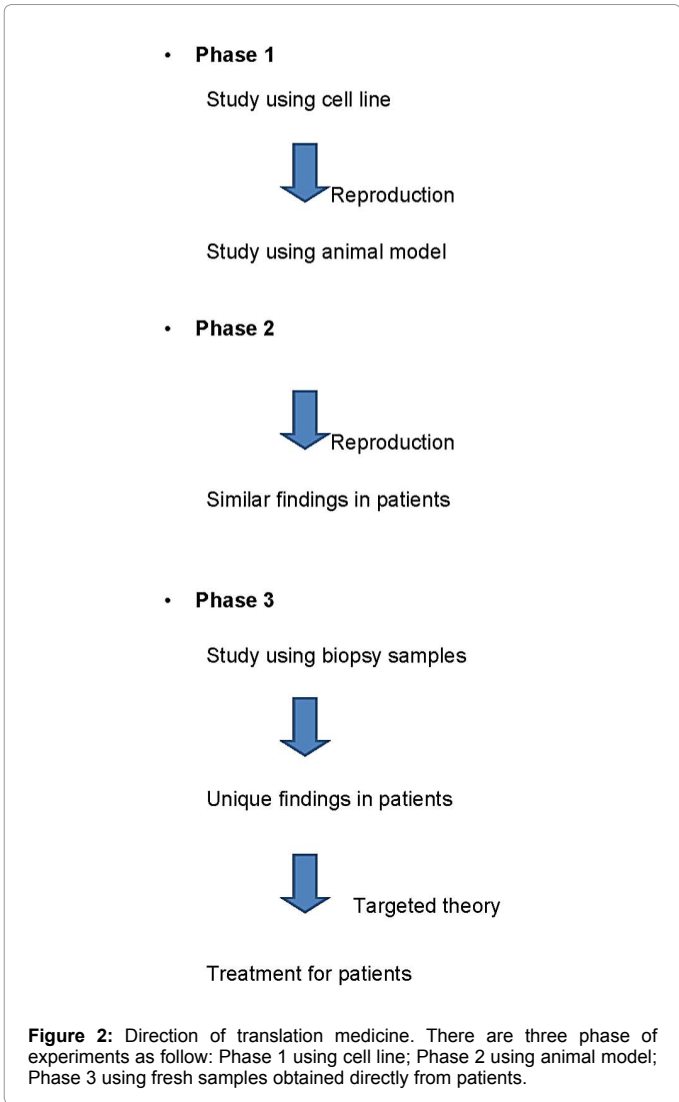 • Phase 1
Study using cell line
Reproduction
Study using animal model
• Phase 2
Reproduction
Similar findings in patients
• Phase 3
Study using biopsy samples
Unique findings in patients
Targeted theory
Treatment for patients
Figure 2: Direction of translation medicine. There are three phase of
experiments as follow: Phase 1 using cell line; Phase 2 using animal model;
Phase 3 using fresh samples obtained directly from patients.